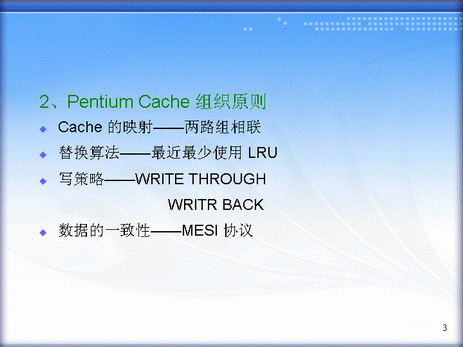 2、Pentium Cache 组织原则
Cache 的映射——两路组相联
替换算法——最近最少使用 LRU
写策略——WRITE THROUGH
WRITR BACK
数据的一致性——MESI 协议
3